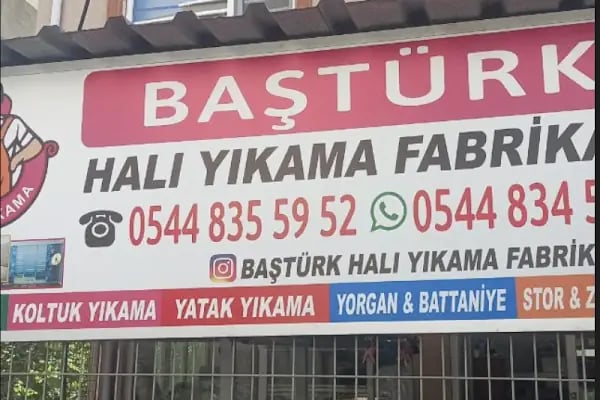 BAŞTÜRK
HALI YIKAMA FABRİKA
0544 835 59 52 0544 834 5
BAŞTÜRK HALI YIKAMA FABRİK
KOLTUK YIKAMA YATAK YIKAMA YORGAN & BATTANİYE STOR & Z